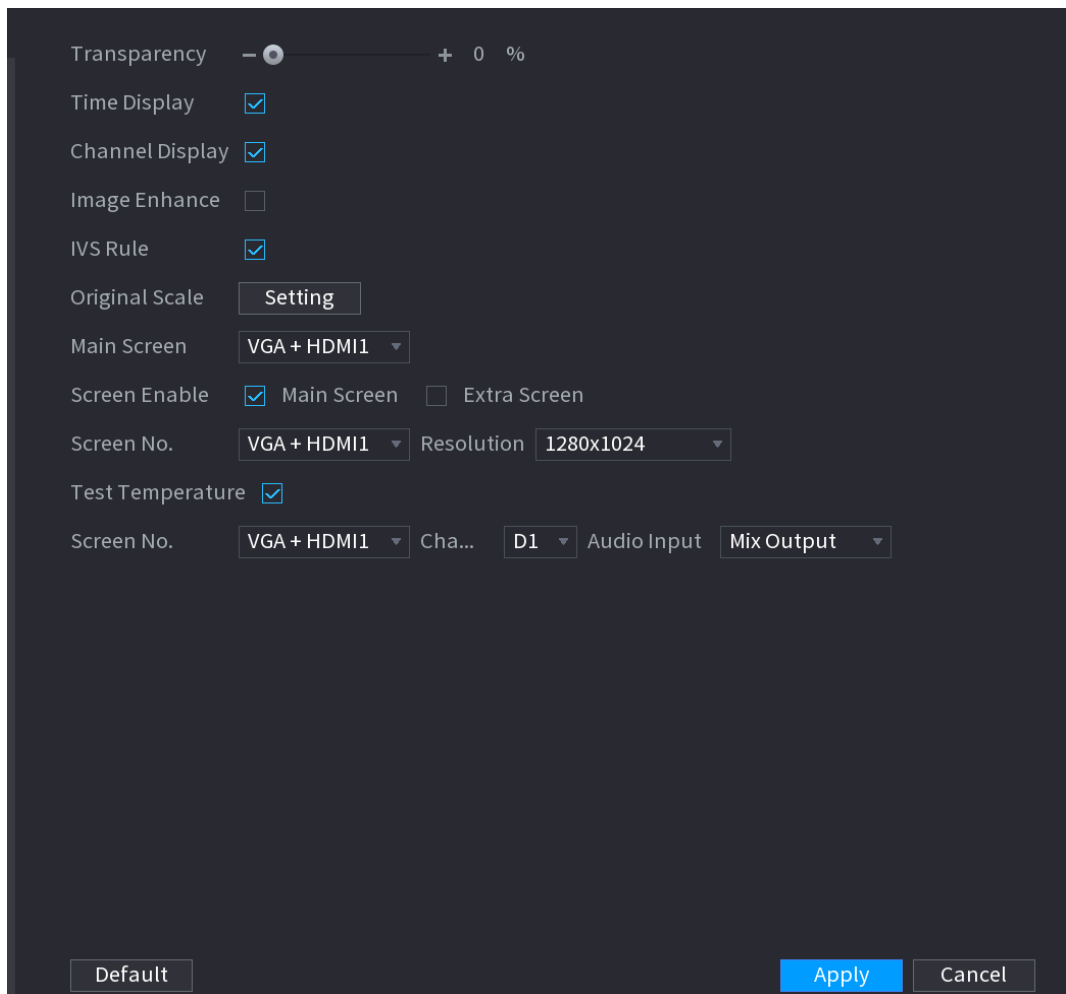 Transparency − + 0 %
Time Display
Channel Display
Image Enhance
IVS Rule
Original Scale Setting
Main Screen VGA + HDMI1
Screen Enable Main Screen Extra Screen
Screen No. VGA + HDMI1 Resolution 1280x1024
Test Temperature
Screen No. VGA + HDMI1 Cha... D1 Audio Input Mix Output
Default Apply Cancel